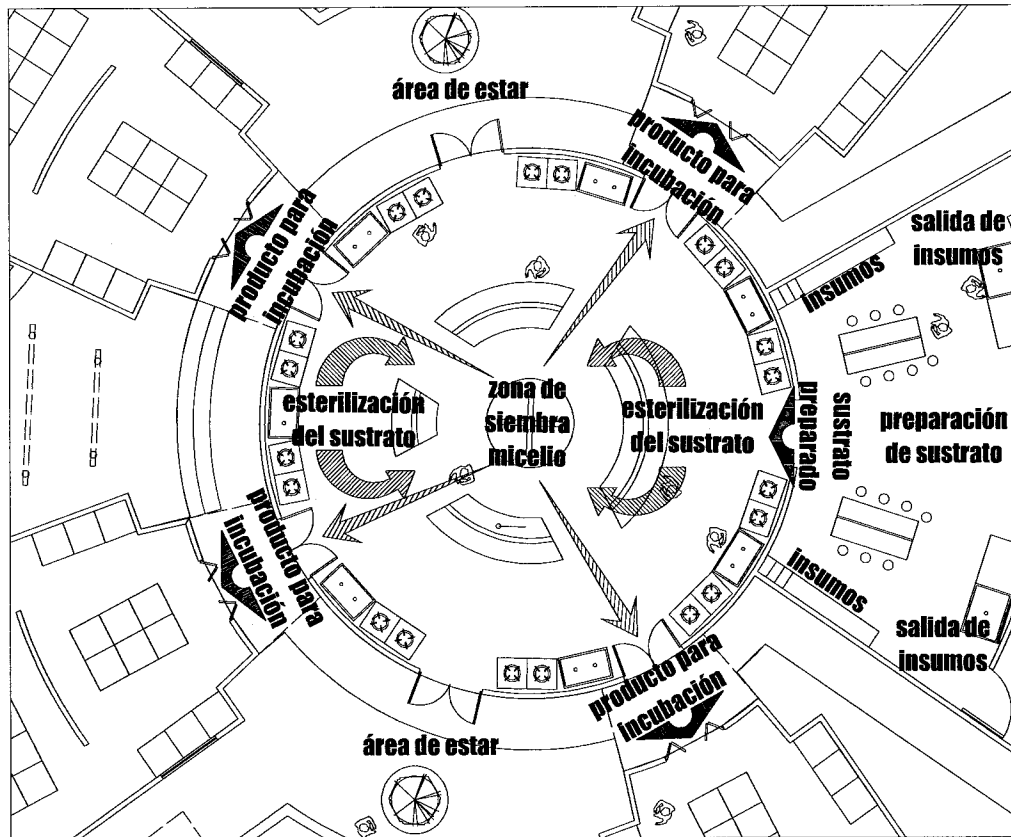 área de estar
producto para
incubación
producto para
incubación
salida de
insumos
insumos
esterilización
del sustrato
zona de
siembra
micelio
esterilización
del sustrato
sustrato
preparado
preparación
de sustrato
producto para
incubación
insumos
salida de
insumos
producto para
incubación
área de estar